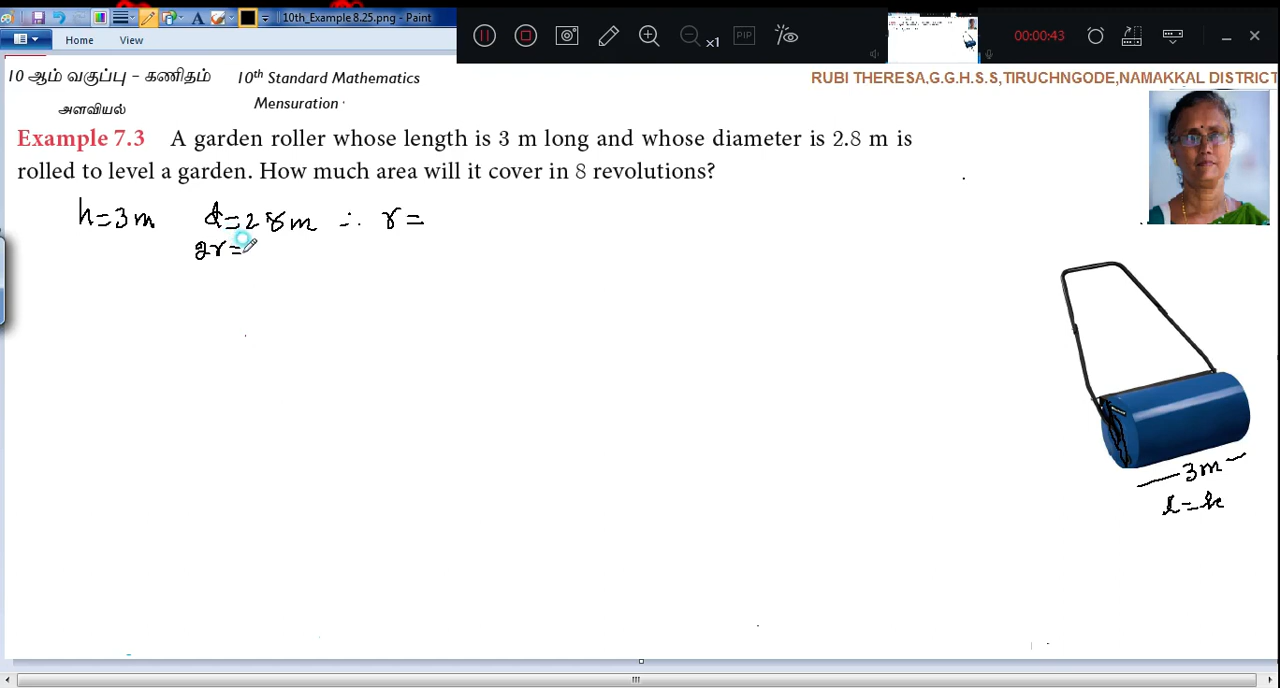 10th_Example 8.25.png - Paint
Home View
x1 PIP 00:00:43
10 ஆம் வகுப்பு – கணிதம் 10th Standard Mathematics
அளவியல் Mensuration
RUBI THERESA,G.G.H.S.S,TIRUCHNGODE,NAMAKKAL DISTRICT
Example 7.3 A garden roller whose length is 3 m long and whose diameter is 2.8 m is
rolled to level a garden. How much area will it cover in 8 revolutions?
h=3m d=2.8m ∴ r=
2r=
3m
l=h